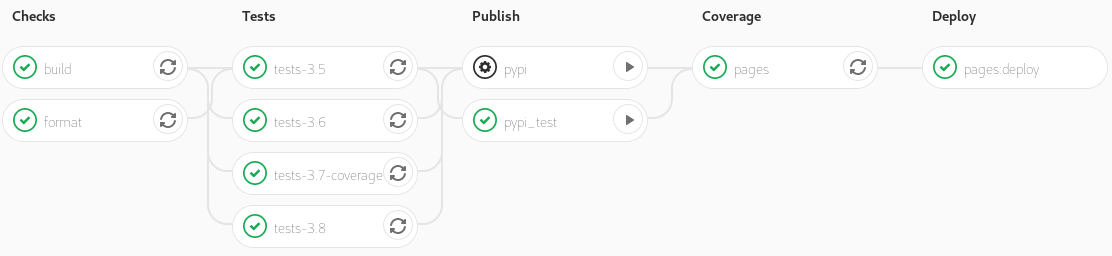 Checks
build
format
Tests
tests-3.5
tests-3.6
tests-3.7-coverage
tests-3.8
Publish
pypi
pypi_test
Coverage
pages
Deploy
pages:deploy